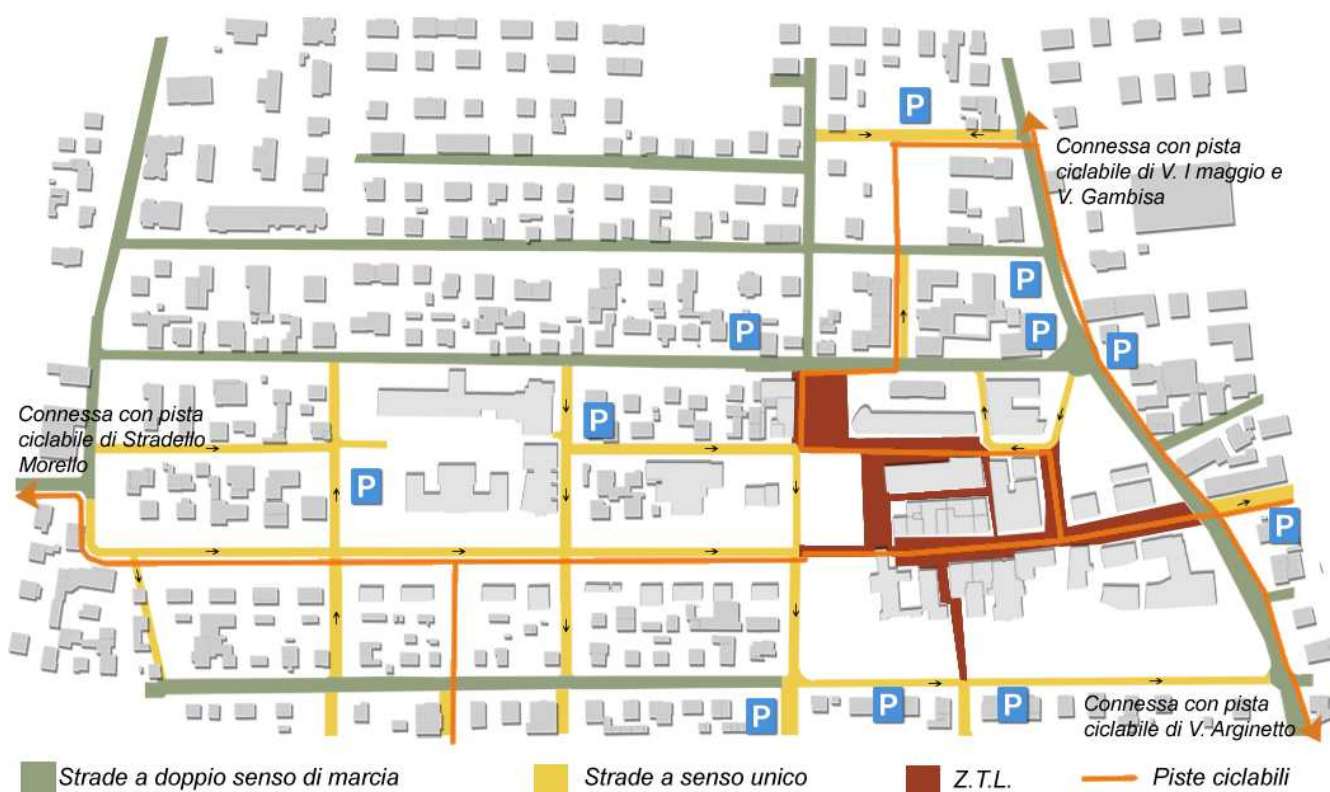 P
Connessa con pista
ciclabile di V. I maggio e
V. Gambisa
P
P
P
P
Connessa con pista
ciclabile di Stradello
Morello
P
P
P
Connessa con pista
ciclabile di V. Arginetto
P
P
P
Strade a doppio senso di marcia
Strade a senso unico
Z.T.L.
Piste ciclabili